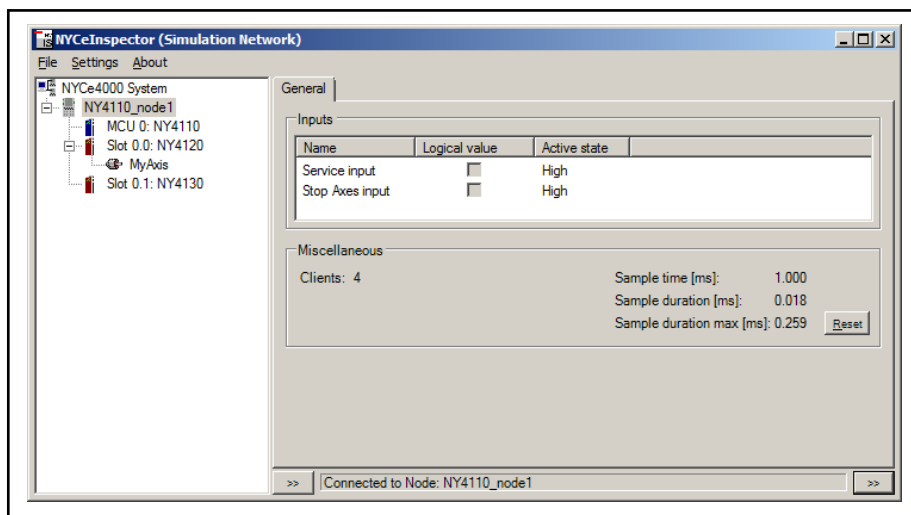 NYCeInspector (Simulation Network)
File Settings About
NYCe4000 System
NY4110_node1
MCU 0: NY4110
Slot 0.0: NY4120
MyAxis
Slot 0.1: NY4130
General
Inputs
Name Logical value Active state
Service input High
Stop Axes input High
Miscellaneous
Clients: 4
Sample time [ms]: 1.000
Sample duration [ms]: 0.018
Sample duration max [ms]: 0.259 Reset
>> Connected to Node: NY4110_node1 >>